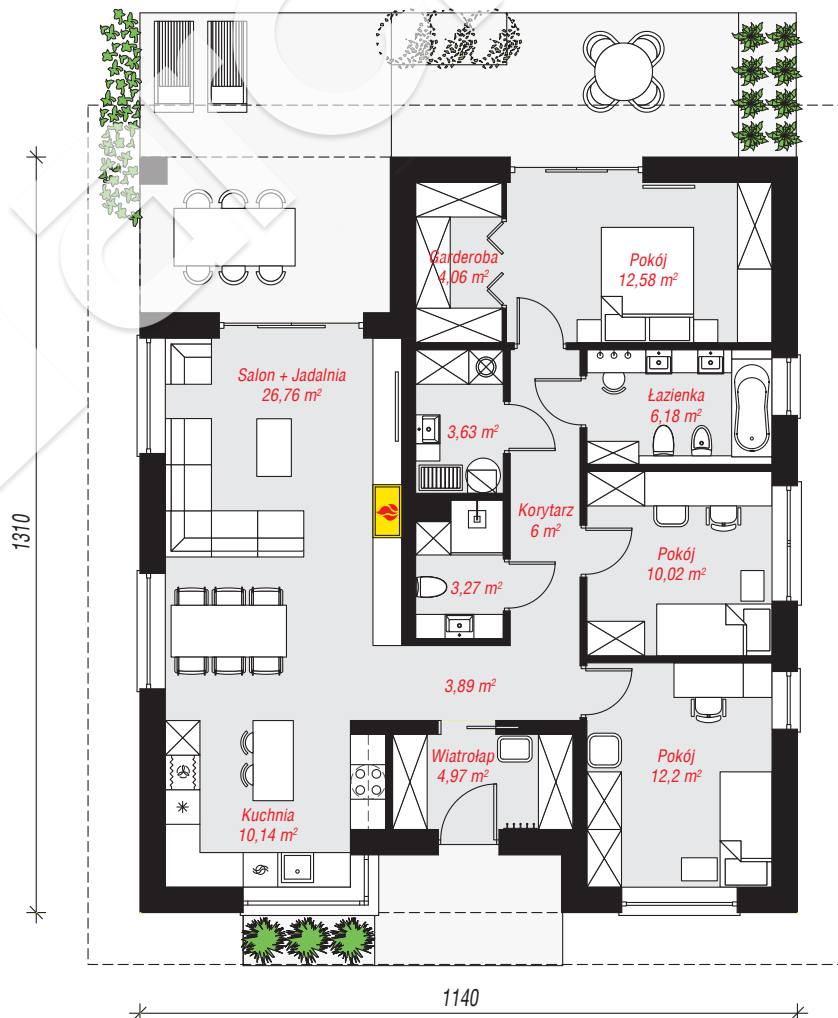 Garderoba
4,06 m²
Pokój
12,58 m²
Salon + Jadalnia
26,76 m²
3,63 m²
Łazienka
6,18 m²
Korytarz
6 m²
1310
Pokój
10,02 m²
3,27 m²
3,89 m²
Wiatrołap
4,97 m²
Pokój
12,2 m²
Kuchnia
10,14 m²
1140